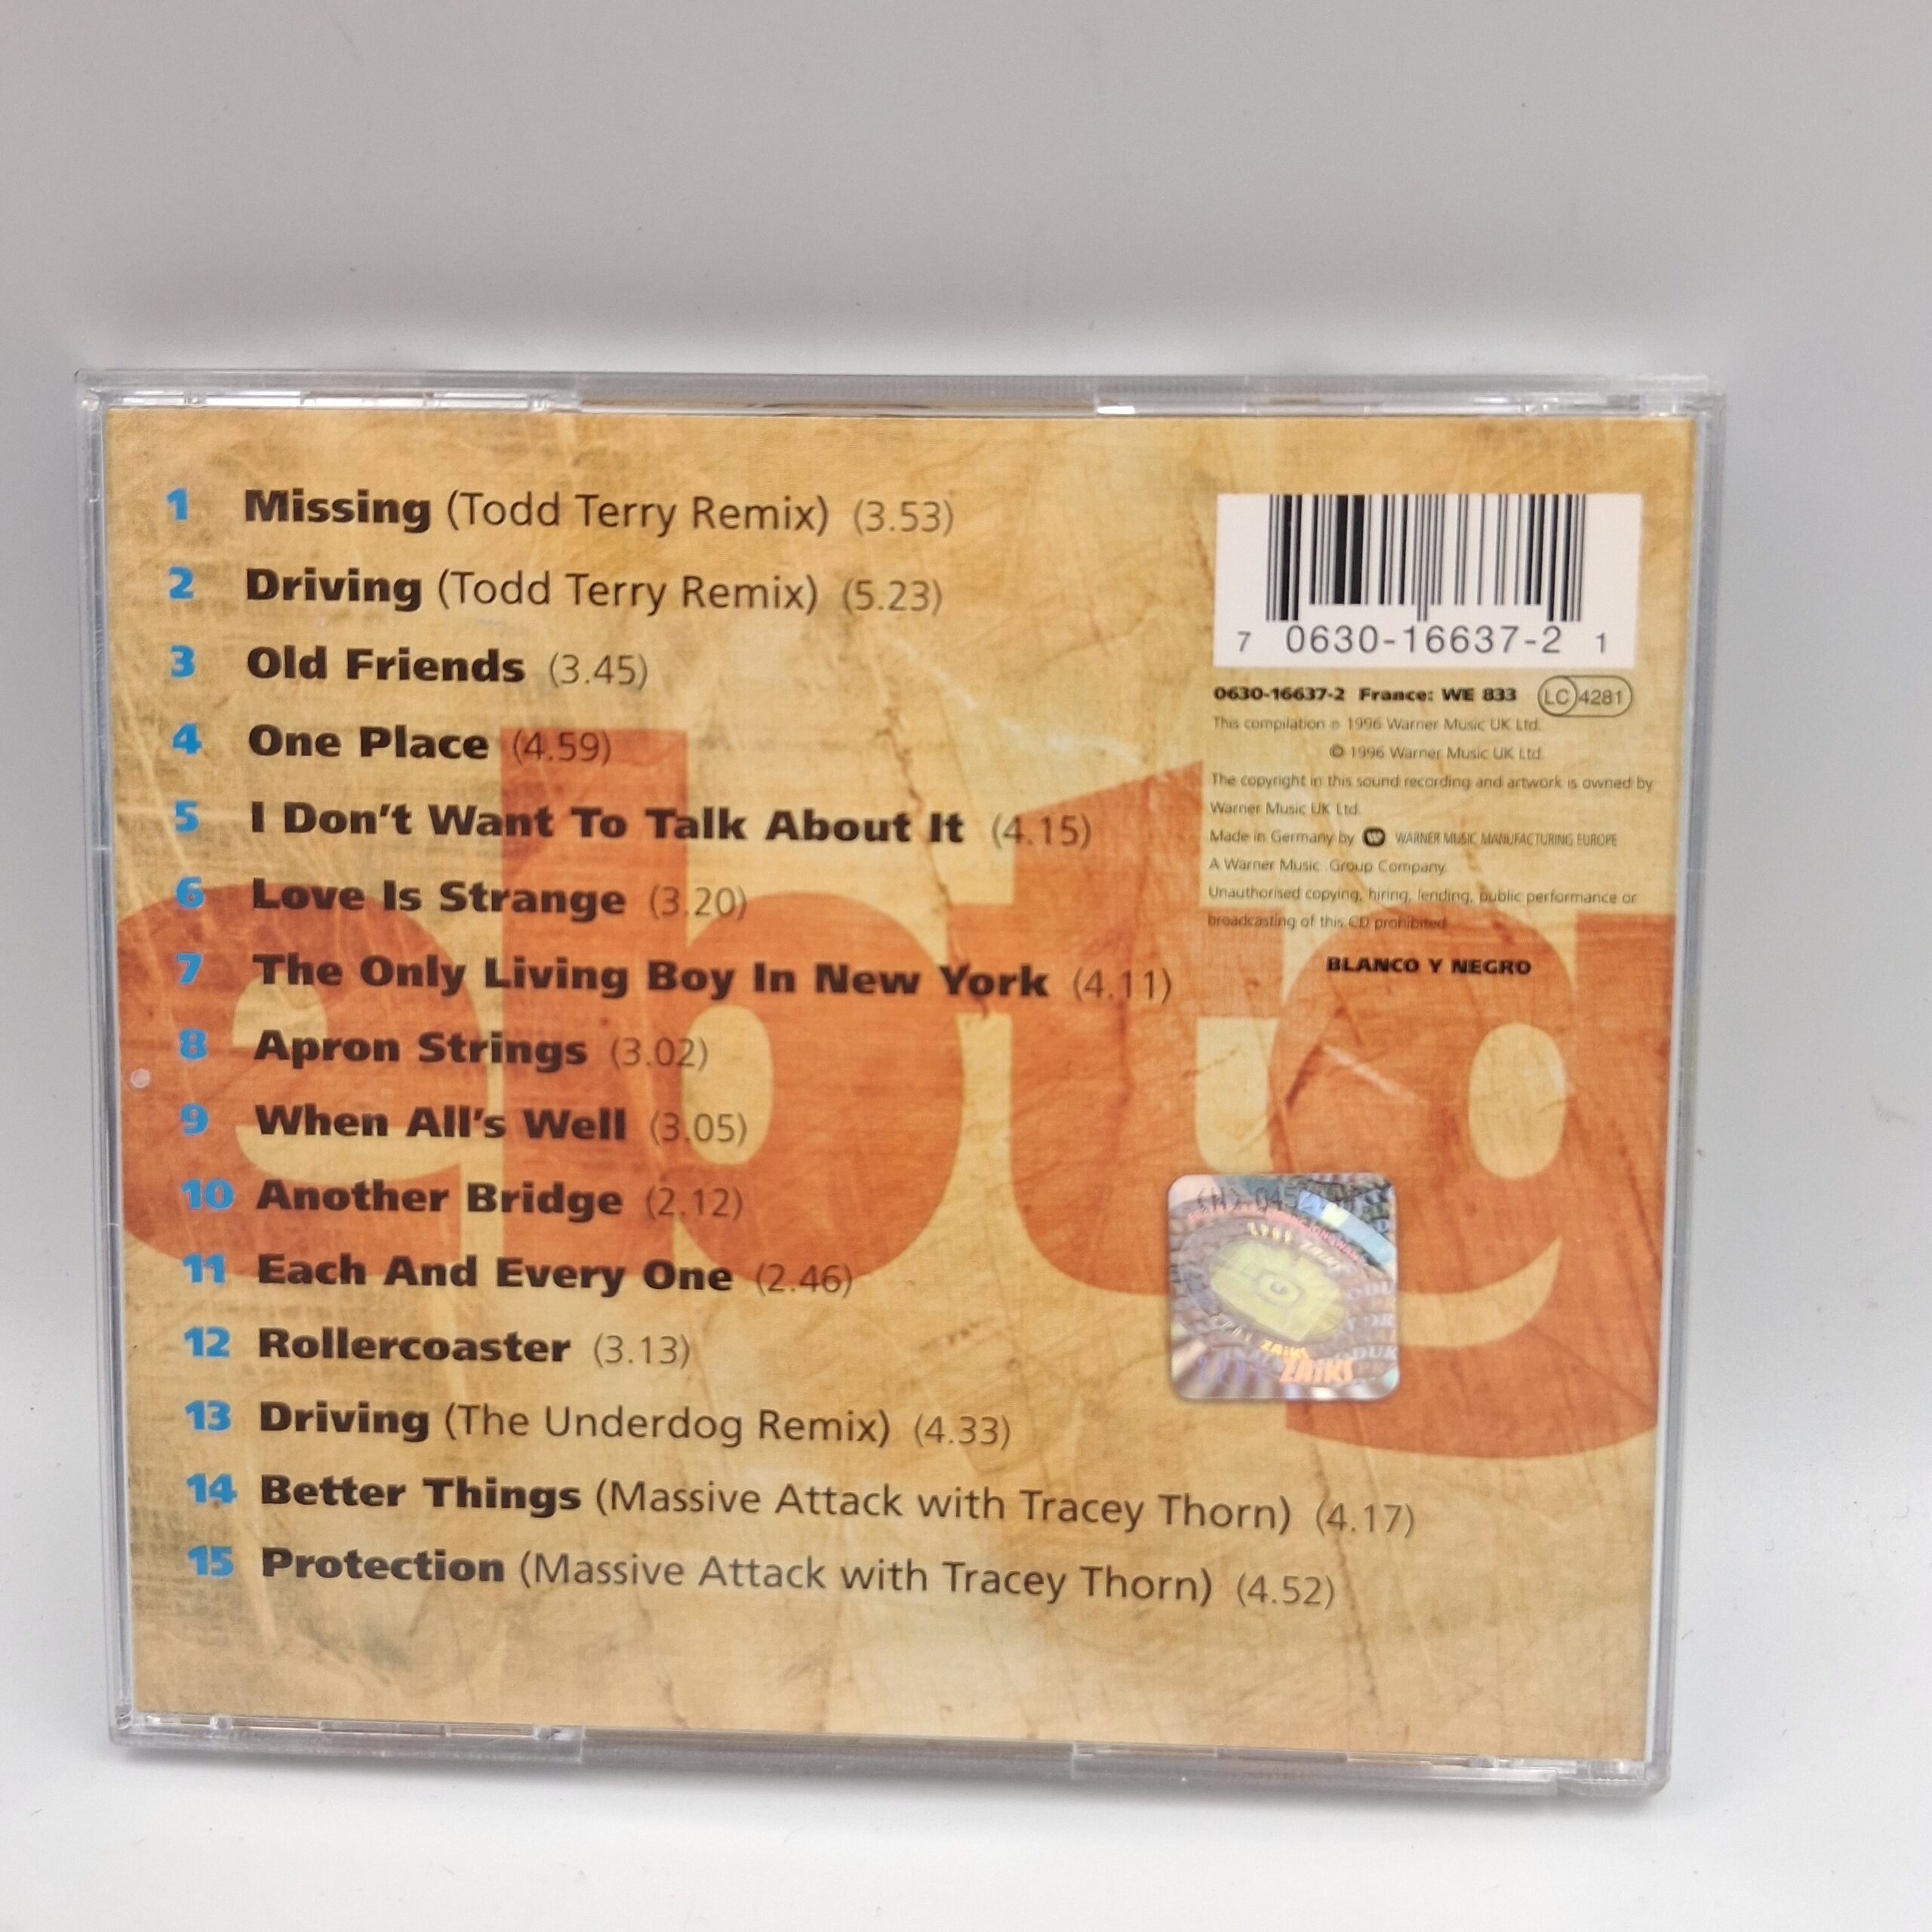 1 Missing (Todd Terry Remix) (3.53)
2 Driving (Todd Terry Remix) (5.23)
3 Old Friends (3.45)
4 One Place (4.59)
5 I Don't Want To Talk About It (4.15)
6 Love Is Strange (3.20)
7 The Only Living Boy In New York (4.11)
8 Apron Strings (3.02)
9 When All's Well (3.05)
10 Another Bridge (2.12)
11 Each And Every One (2.46)
12 Rollercoaster (3.13)
13 Driving (The Underdog Remix) (4.33)
14 Better Things (Massive Attack with Tracey Thorn) (4.17)
15 Protection (Massive Attack with Tracey Thorn) (4.52)
ebtg
7 0630-16637-2 1
0630-16637-2 France: WE 833 LC 4281
This compilation ℗ 1996 Warner Music UK Ltd.
© 1996 Warner Music UK Ltd.
The copyright in this sound recording and artwork is owned by
Warner Music UK Ltd.
Made in Germany by WARNER MUSIC MANUFACTURING EUROPE
A Warner Music Group Company.
Unauthorised copying, hiring, lending, public performance or
broadcasting of this CD prohibited
BLANCO Y NEGRO
ZAiKS
ZAiKS